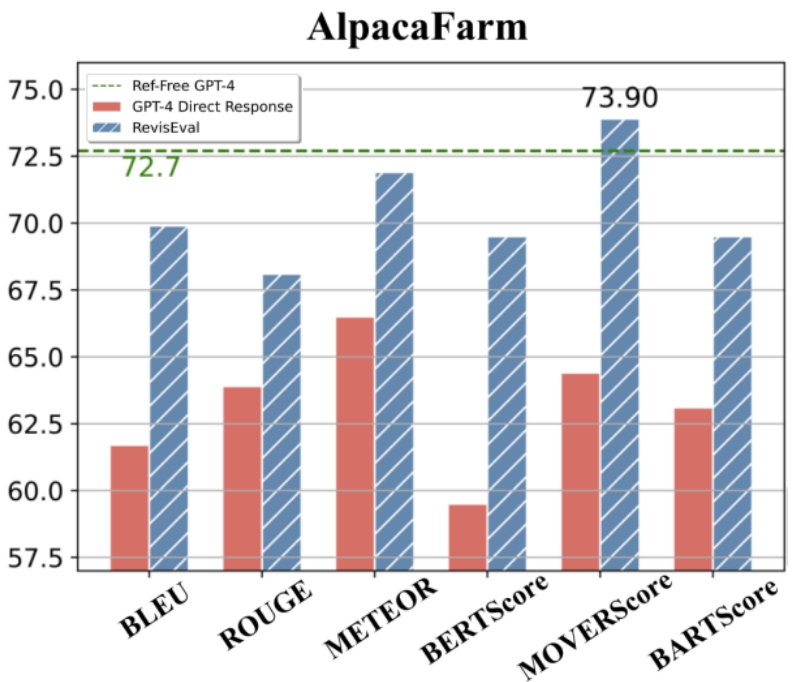 AlpacaFarm
Ref-Free GPT-4
GPT-4 Direct Response
RevisEval
73.90
72.7
75.0
72.5
70.0
67.5
65.0
62.5
60.0
57.5
BLEU
ROUGE
METEOR
BERTScore
MOVERScore
BARTScore